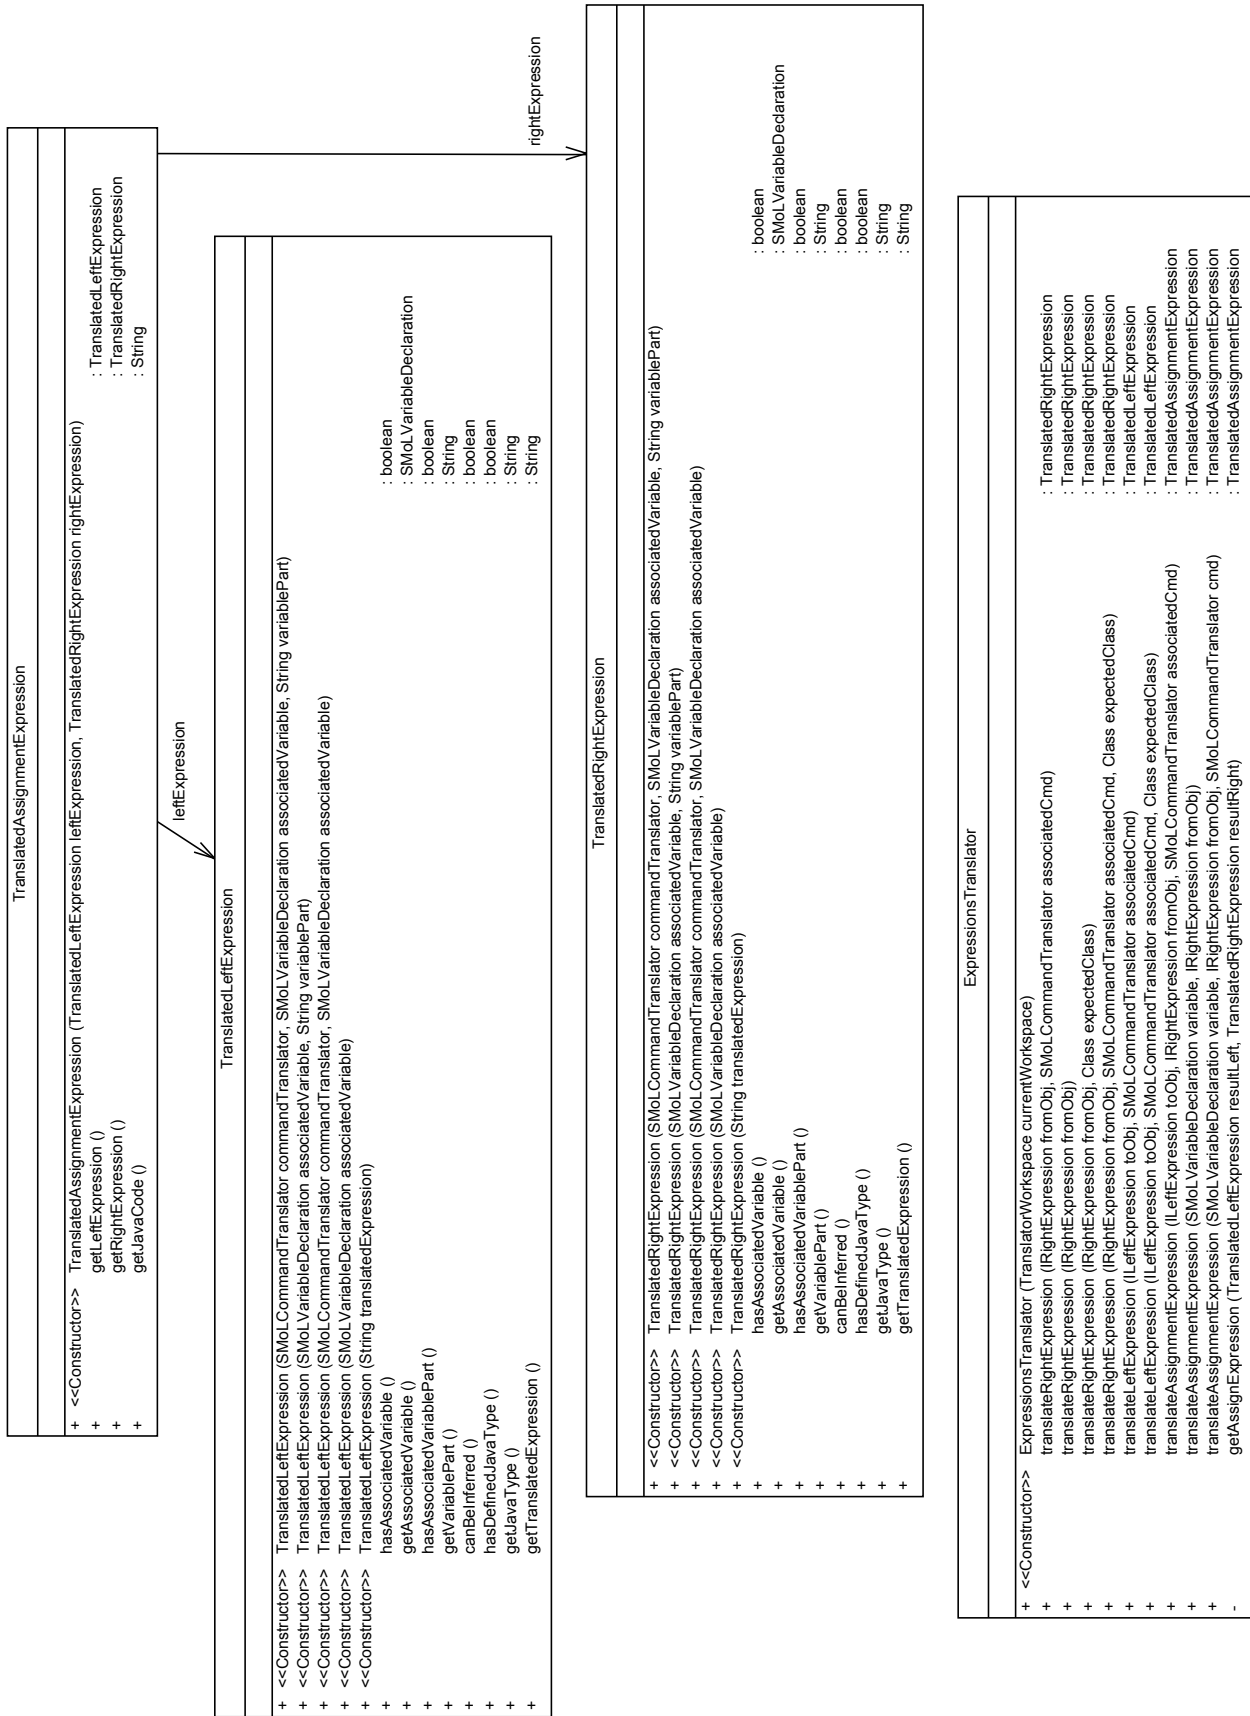 TranslatedAssignmentExpression
+ <<Constructor>> TranslatedAssignmentExpression (TranslatedLeftExpression leftExpression, TranslatedRightExpression rightExpression)
+ getLeftExpression () : TranslatedLeftExpression
+ getRightExpression () : TranslatedRightExpression
+ getJavaCode () : String
leftExpression
rightExpression
TranslatedLeftExpression
+ <<Constructor>> TranslatedLeftExpression (SMoLCommandTranslator commandTranslator, SMoLVariableDeclaration associatedVariable, String variablePart)
+ <<Constructor>> TranslatedLeftExpression (SMoLVariableDeclaration associatedVariable, String variablePart)
+ <<Constructor>> TranslatedLeftExpression (SMoLCommandTranslator commandTranslator, SMoLVariableDeclaration associatedVariable)
+ <<Constructor>> TranslatedLeftExpression (SMoLVariableDeclaration associatedVariable)
+ <<Constructor>> TranslatedLeftExpression (String translatedExpression)
+ hasAssociatedVariable () : boolean
+ getAssociatedVariable () : SMoLVariableDeclaration
+ hasAssociatedVariablePart () : boolean
+ getVariablePart () : String
+ canBeInferred () : boolean
+ hasDefinedJavaType () : boolean
+ getJavaType () : String
+ getTranslatedExpression () : String
TranslatedRightExpression
+ <<Constructor>> TranslatedRightExpression (SMoLCommandTranslator commandTranslator, SMoLVariableDeclaration associatedVariable, String variablePart)
+ <<Constructor>> TranslatedRightExpression (SMoLVariableDeclaration associatedVariable, String variablePart)
+ <<Constructor>> TranslatedRightExpression (SMoLCommandTranslator commandTranslator, SMoLVariableDeclaration associatedVariable)
+ <<Constructor>> TranslatedRightExpression (SMoLVariableDeclaration associatedVariable)
+ <<Constructor>> TranslatedRightExpression (String translatedExpression)
+ hasAssociatedVariable () : boolean
+ getAssociatedVariable () : SMoLVariableDeclaration
+ hasAssociatedVariablePart () : boolean
+ getVariablePart () : String
+ canBeInferred () : boolean
+ hasDefinedJavaType () : boolean
+ getJavaType () : String
+ getTranslatedExpression () : String
ExpressionsTranslator
+ <<Constructor>> ExpressionsTranslator (TranslatorWorkspace currentWorkspace)
+ translateRightExpression (IRightExpression fromObj, SMoLCommandTranslator associatedCmd) : TranslatedRightExpression
+ translateRightExpression (IRightExpression fromObj) : TranslatedRightExpression
+ translateRightExpression (IRightExpression fromObj, Class expectedClass) : TranslatedRightExpression
+ translateRightExpression (IRightExpression fromObj, SMoLCommandTranslator associatedCmd, Class expectedClass) : TranslatedRightExpression
+ translateLeftExpression (ILeftExpression toObj, SMoLCommandTranslator associatedCmd) : TranslatedLeftExpression
+ translateLeftExpression (ILeftExpression toObj, SMoLCommandTranslator associatedCmd, Class expectedClass) : TranslatedLeftExpression
+ translateAssignmentExpression (ILeftExpression toObj, IRightExpression fromObj, SMoLCommandTranslator associatedCmd) : TranslatedAssignmentExpression
+ translateAssignmentExpression (SMoLVariableDeclaration variable, IRightExpression fromObj) : TranslatedAssignmentExpression
+ translateAssignmentExpression (SMoLVariableDeclaration variable, IRightExpression fromObj, SMoLCommandTranslator cmd) : TranslatedAssignmentExpression
- getAssignExpression (TranslatedLeftExpression resultLeft, TranslatedRightExpression resultRight) : TranslatedAssignmentExpression